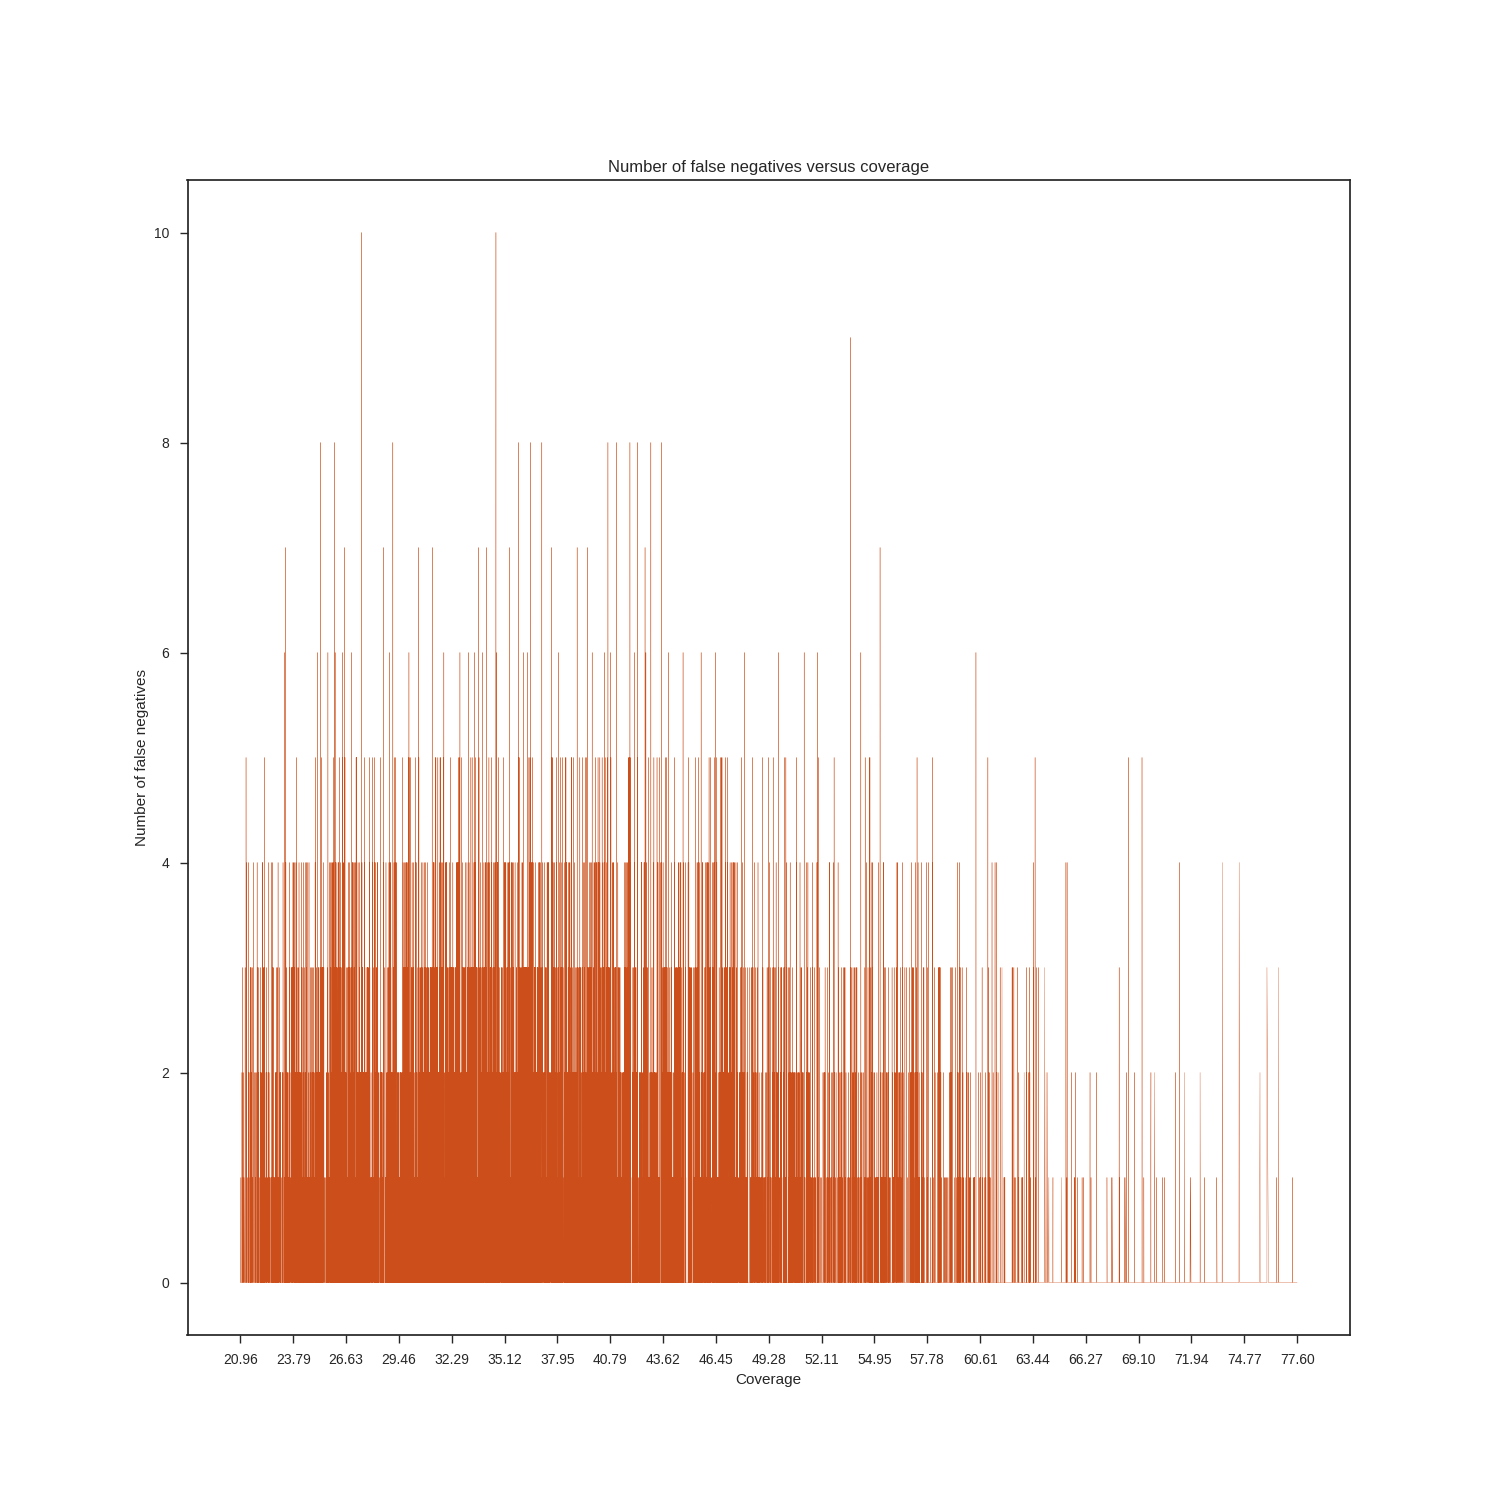 Number of false negatives versus coverage
10
8
6
4
2
0
Number of false negatives
20.96 23.79 26.63 29.46 32.29 35.12 37.95 40.79 43.62 46.45 49.28 52.11 54.95 57.78 60.61 63.44 66.27 69.10 71.94 74.77 77.60
Coverage